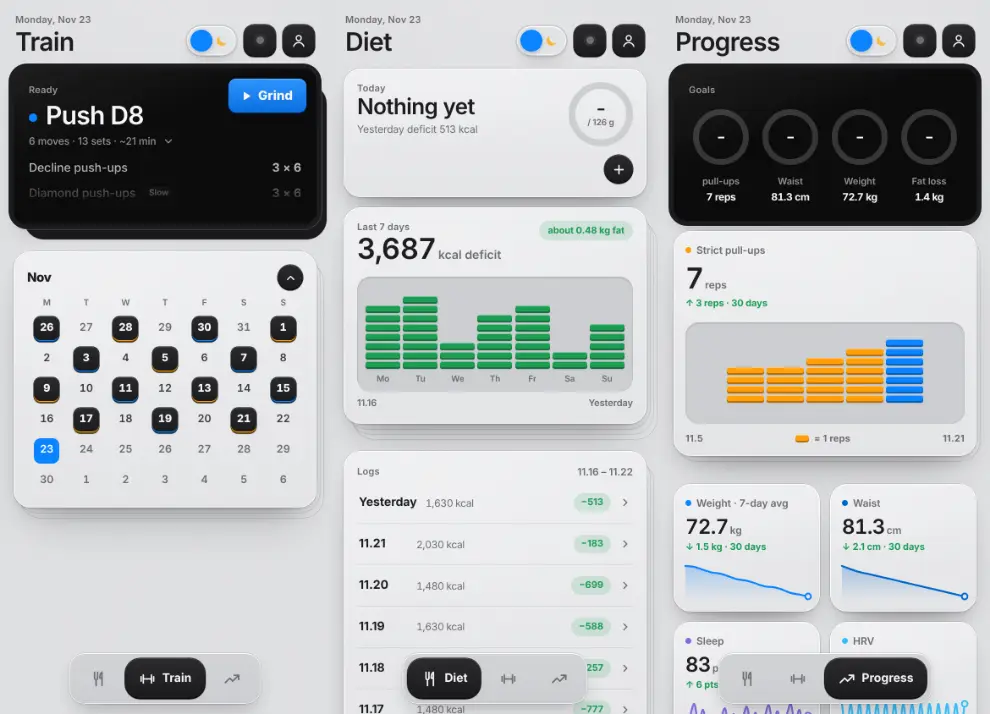 Monday, Nov 23
Train
Ready
Push D8
Grind
6 moves · 13 sets · ~21 min
Decline push-ups 3 × 6
Diamond push-ups Slow 3 × 6
Nov
M T W T F S S
26 27 28 29 30 31 1
2 3 4 5 6 7 8
9 10 11 12 13 14 15
16 17 18 19 20 21 22
23 24 25 26 27 28 29
30 1 2 3 4 5 6
Train
Monday, Nov 23
Diet
Today
Nothing yet
Yesterday deficit 513 kcal
-
/ 126 g
+
Last 7 days
3,687 kcal deficit
about 0.48 kg fat
Mo Tu We Th Fr Sa Su
11.16 Yesterday
Logs 11.16 – 11.22
Yesterday 1,630 kcal −513
11.21 2,030 kcal −183
11.20 1,480 kcal −699
11.19 1,630 kcal −588
11.18 257
11.17 1,480 kcal −777
Diet
Monday, Nov 23
Progress
Goals
- - - -
pull-ups Waist Weight Fat loss
7 reps 81.3 cm 72.7 kg 1.4 kg
Strict pull-ups
7 reps
↑ 3 reps · 30 days
11.5 = 1 reps 11.21
Weight · 7-day avg
72.7 kg
↓ 1.5 kg · 30 days
Waist
81.3 cm
↓ 2.1 cm · 30 days
Sleep
83
↑ 6 pts
HRV
Progress